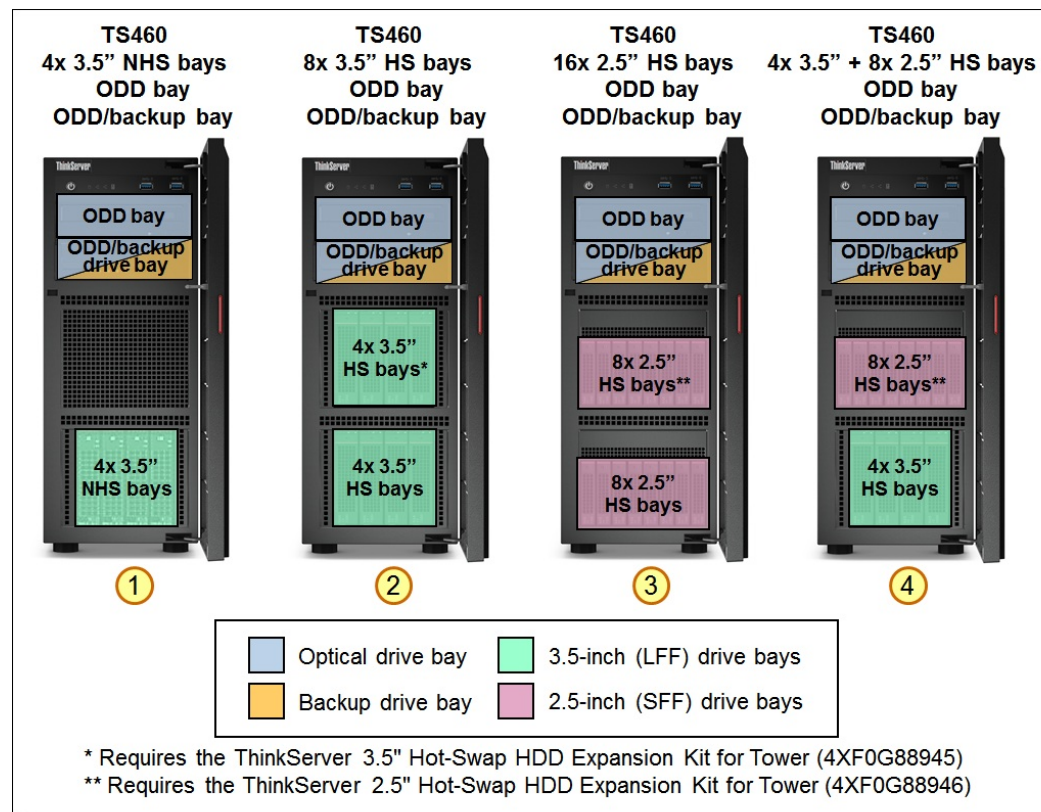 TS460
4x 3.5” NHS bays
ODD bay
ODD/backup bay
TS460
8x 3.5” HS bays
ODD bay
ODD/backup bay
TS460
16x 2.5” HS bays
ODD bay
ODD/backup bay
TS460
4x 3.5” + 8x 2.5” HS bays
ODD bay
ODD/backup bay
ThinkServer
ODD bay
ODD/backup
drive bay
4x 3.5”
NHS bays
1
ThinkServer
ODD bay
ODD/backup
drive bay
4x 3.5”
HS bays*
4x 3.5”
HS bays
2
ThinkServer
ODD bay
ODD/backup
drive bay
8x 2.5”
HS bays**
8x 2.5”
HS bays
3
ThinkServer
ODD bay
ODD/backup
drive bay
8x 2.5”
HS bays**
4x 3.5”
HS bays
4
Optical drive bay
3.5-inch (LFF) drive bays
Backup drive bay
2.5-inch (SFF) drive bays
* Requires the ThinkServer 3.5" Hot-Swap HDD Expansion Kit for Tower (4XF0G88945)
** Requires the ThinkServer 2.5" Hot-Swap HDD Expansion Kit for Tower (4XF0G88946)